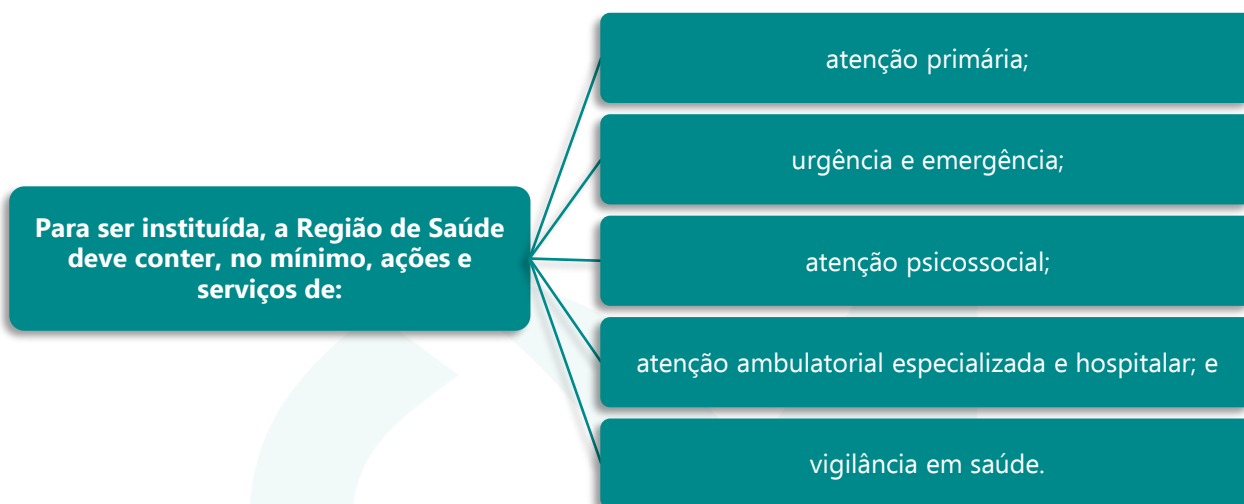 Para ser instituída, a Região de Saúde
deve conter, no mínimo, ações e
serviços de:
atenção primária;
urgência e emergência;
atenção psicossocial;
atenção ambulatorial especializada e hospitalar; e
vigilância em saúde.